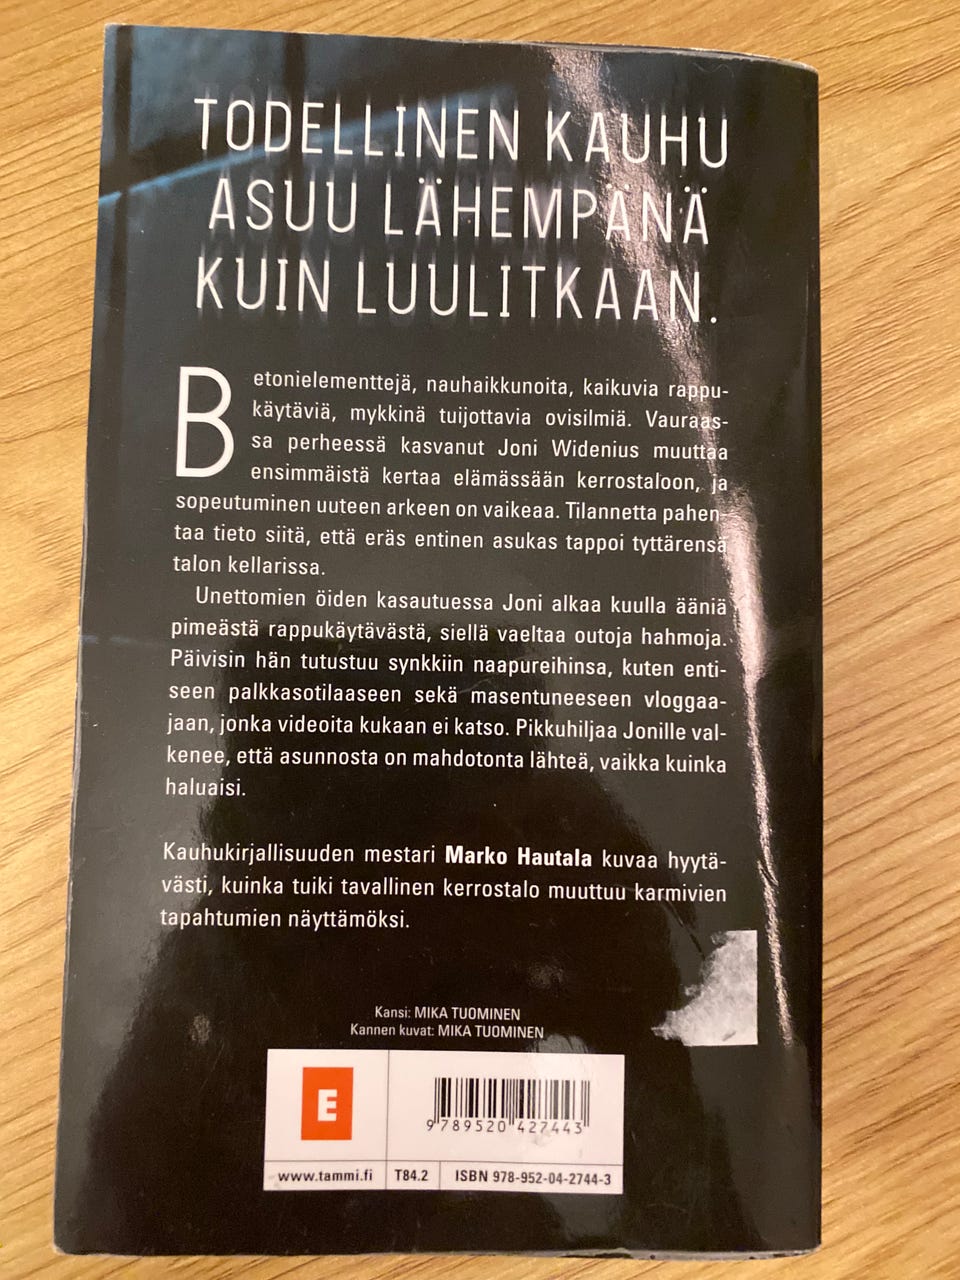 TODELLINEN KAUHU
ASUU LÄHEMPÄNÄ
KUIN LUULITKAAN.
Betonielementtejä, nauhaikkunoita, kaikuvia rappu-
käytäviä, mykkinä tuijottavia ovisilmiä. Vauraas-
sa perheessä kasvanut Joni Widenius muuttaa
ensimmäistä kertaa elämässään kerrostaloon, ja
sopeutuminen uuteen arkeen on vaikeaa. Tilannetta pahen-
taa tieto siitä, että eräs entinen asukas tappoi tyttärensä
talon kellarissa.
Unettomien öiden kasautuessa Joni alkaa kuulla ääniä
pimeästä rappukäytävästä, siellä vaeltaa outoja hahmoja.
Päivisin hän tutustuu synkkiin naapureihinsa, kuten enti-
seen palkkasotilaaseen sekä masentuneeseen vloggaa-
jaan, jonka videoita kukaan ei katso. Pikkuhiljaa Jonille val-
kenee, että asunnosta on mahdotonta lähteä, vaikka kuinka
haluaisi.
Kauhukirjallisuuden mestari Marko Hautala kuvaa hyytä-
västi, kuinka tuiki tavallinen kerrostalo muuttuu karmivien
tapahtumien näyttämöksi.
Kansi: MIKA TUOMINEN
Kannen kuvat: MIKA TUOMINEN
E
9 789520 427443
www.tammi.fi T84.2 ISBN 978-952-04-2744-3